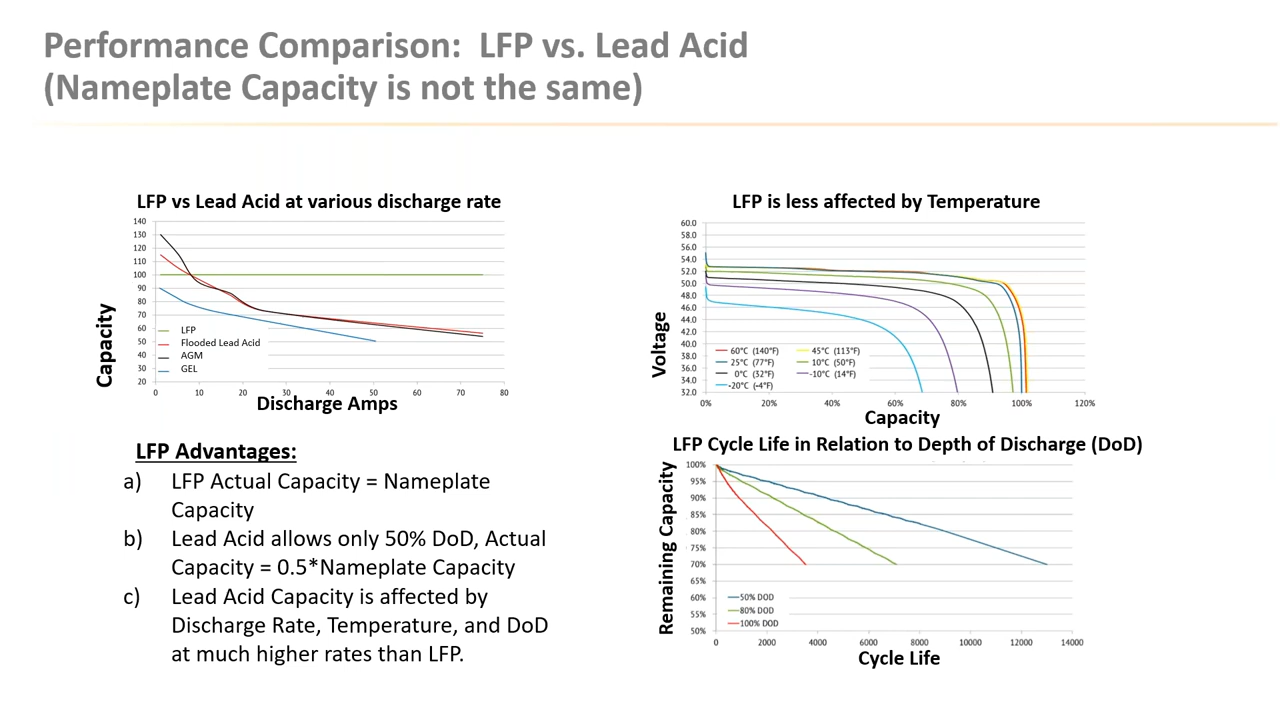 Performance Comparison:  LFP vs. Lead Acid
(Nameplate Capacity is not the same)
LFP vs Lead Acid at various discharge rate
140
130
120
110
100
90
80
70
60
50
40
30
20
0 10 20 30 40 50 60 70 80
Capacity
Discharge Amps
LFP
Flooded Lead Acid
AGM
GEL
LFP is less affected by Temperature
60.0
58.0
56.0
54.0
52.0
50.0
48.0
46.0
44.0
42.0
40.0
38.0
36.0
34.0
32.0
0% 20% 40% 60% 80% 100% 120%
Voltage
Capacity
60°C (140°F) 45°C (113°F)
25°C (77°F) 10°C (50°F)
0°C (32°F) -10°C (14°F)
-20°C (-4°F)
LFP Advantages:
a) LFP Actual Capacity = Nameplate
Capacity
b) Lead Acid allows only 50% DoD, Actual
Capacity = 0.5*Nameplate Capacity
c) Lead Acid Capacity is affected by
Discharge Rate, Temperature, and DoD
at much higher rates than LFP.
LFP Cycle Life in Relation to Depth of Discharge (DoD)
100%
95%
90%
85%
80%
75%
70%
65%
60%
55%
50%
0 2000 4000 6000 8000 10000 12000 14000
Remaining Capacity
Cycle Life
50% DOD
80% DOD
100% DOD